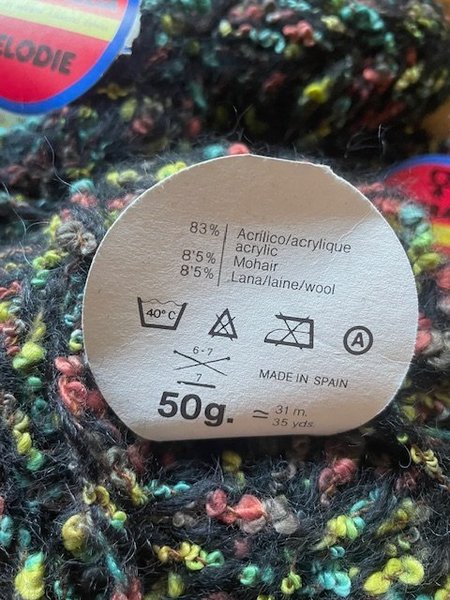 ELODIE
83% Acrílico/acrylique
acrylic
8'5% Mohair
8'5% Lana/laine/wool
40°C
A
6-7
7
MADE IN SPAIN
50g. ≃ 31 m.
35 yds.